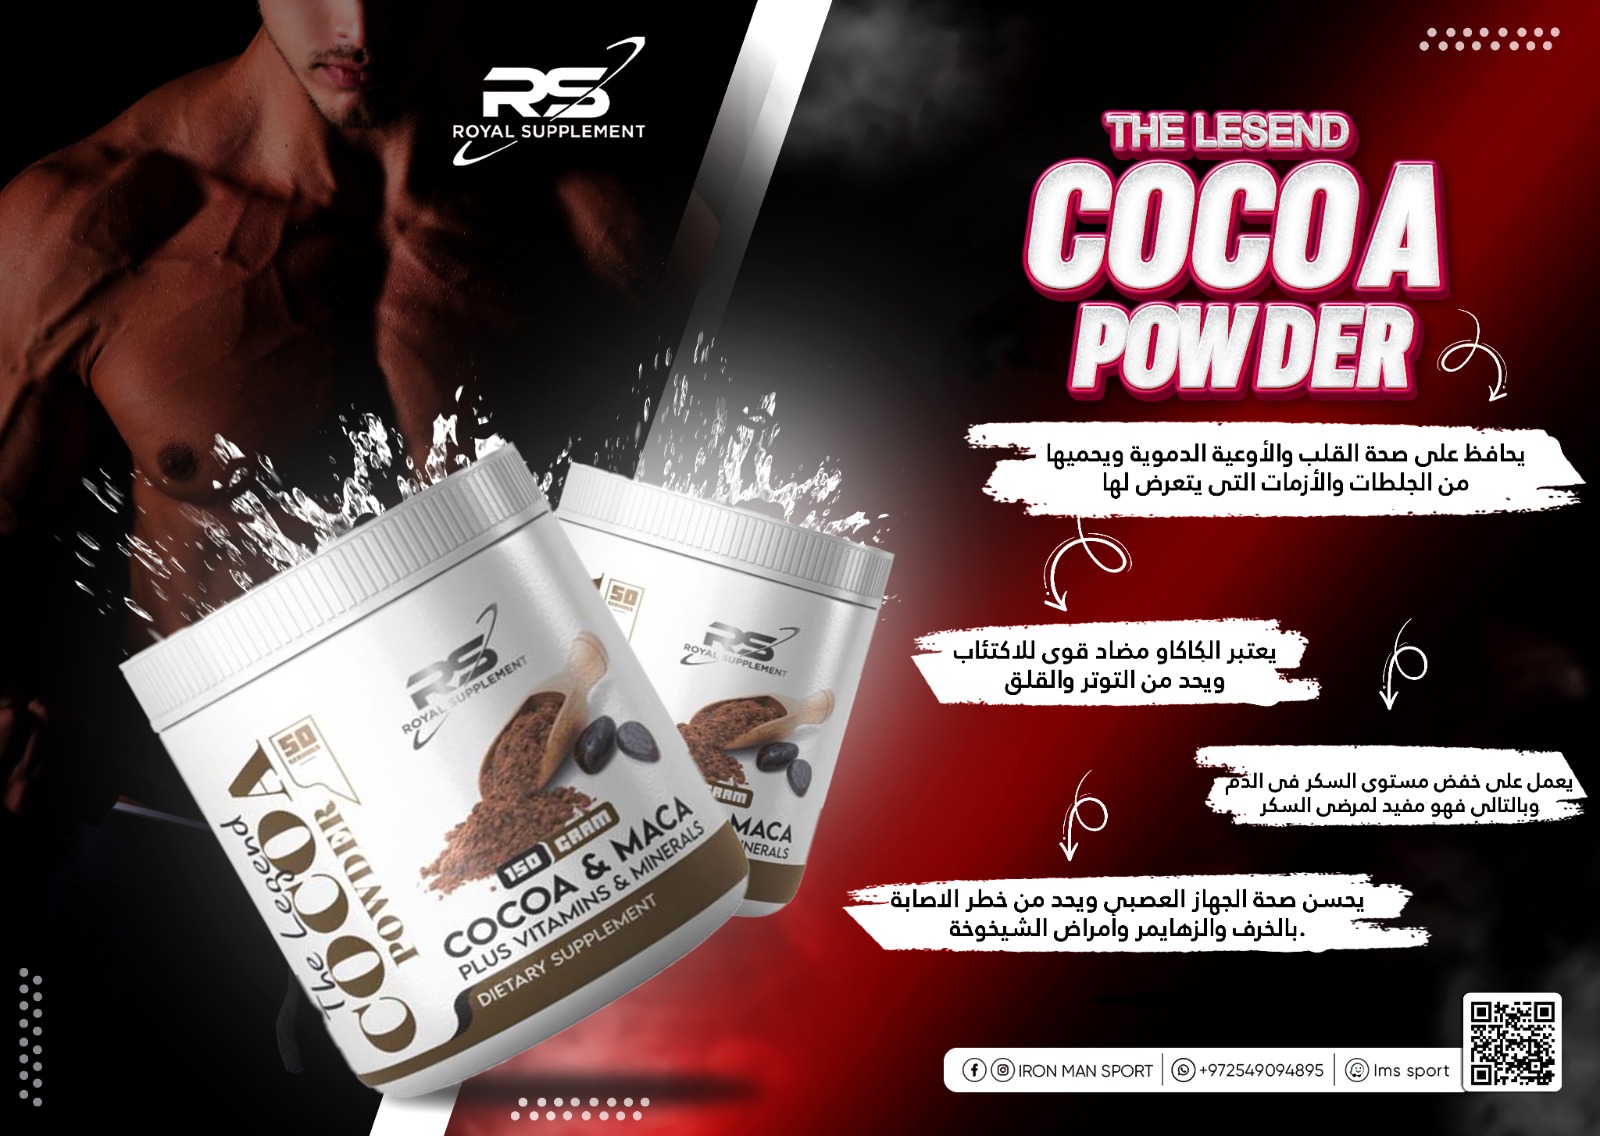 RS
ROYAL SUPPLEMENT
THE LESEND
COCOA
POWDER
يحافظ على صحة القلب والأوعية الدموية ويحميها
من الجلطات والأزمات التي يتعرض لها
يعتبر الكاكاو مضاد قوي للاكتئاب
ويحد من التوتر والقلق
يعمل على خفض مستوى السكر في الدم
وبالتالي فهو مفيد لمرضى السكر
يحسن صحة الجهاز العصبي ويحد من خطر الاصابة
بالخرف والزهايمر وأمراض الشيخوخة.
RS
ROYAL SUPPLEMENT
The Legend
COCOA
POWDER
50
150 GRAM
COCOA & MACA
PLUS VITAMINS & MINERALS
DIETARY SUPPLEMENT
50
RS
ROYAL SUPPLEMENT
GRAM
MACA
INERALS
IRON MAN SPORT
+972549094895
Ims sport